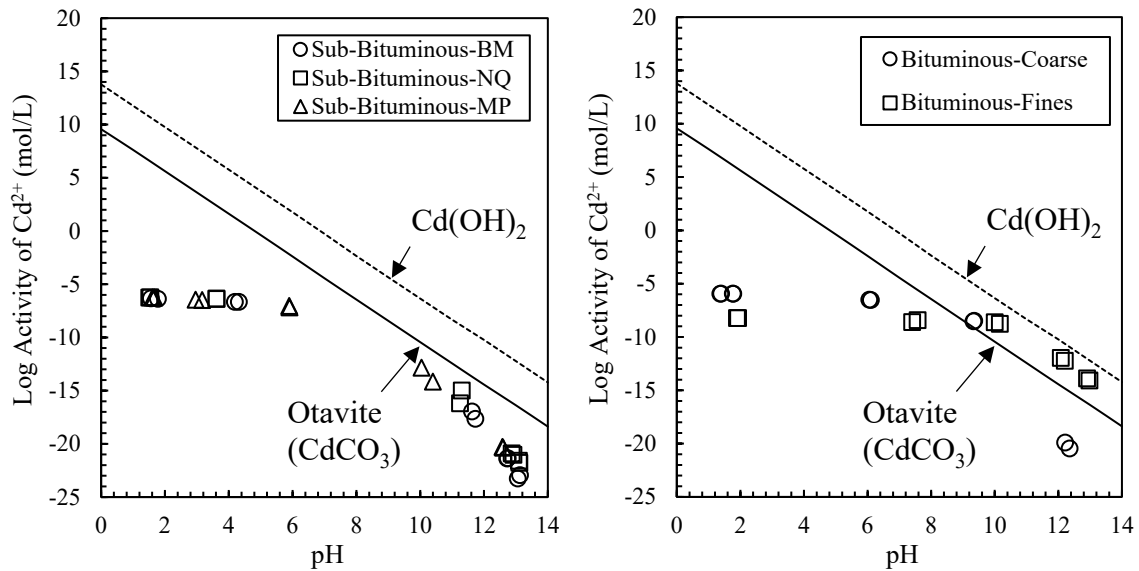 20
15
10
5
0
-5
-10
-15
-20
-25
Log Activity of Cd²⁺ (mol/L)
Sub-Bituminous-BM
Sub-Bituminous-NQ
Sub-Bituminous-MP
Cd(OH)₂
Otavite
(CdCO₃)
0 2 4 6 8 10 12 14
pH
20
15
10
5
0
-5
-10
-15
-20
-25
Log Activity of Cd²⁺ (mol/L)
Bituminous-Coarse
Bituminous-Fines
Cd(OH)₂
Otavite
(CdCO₃)
0 2 4 6 8 10 12 14
pH